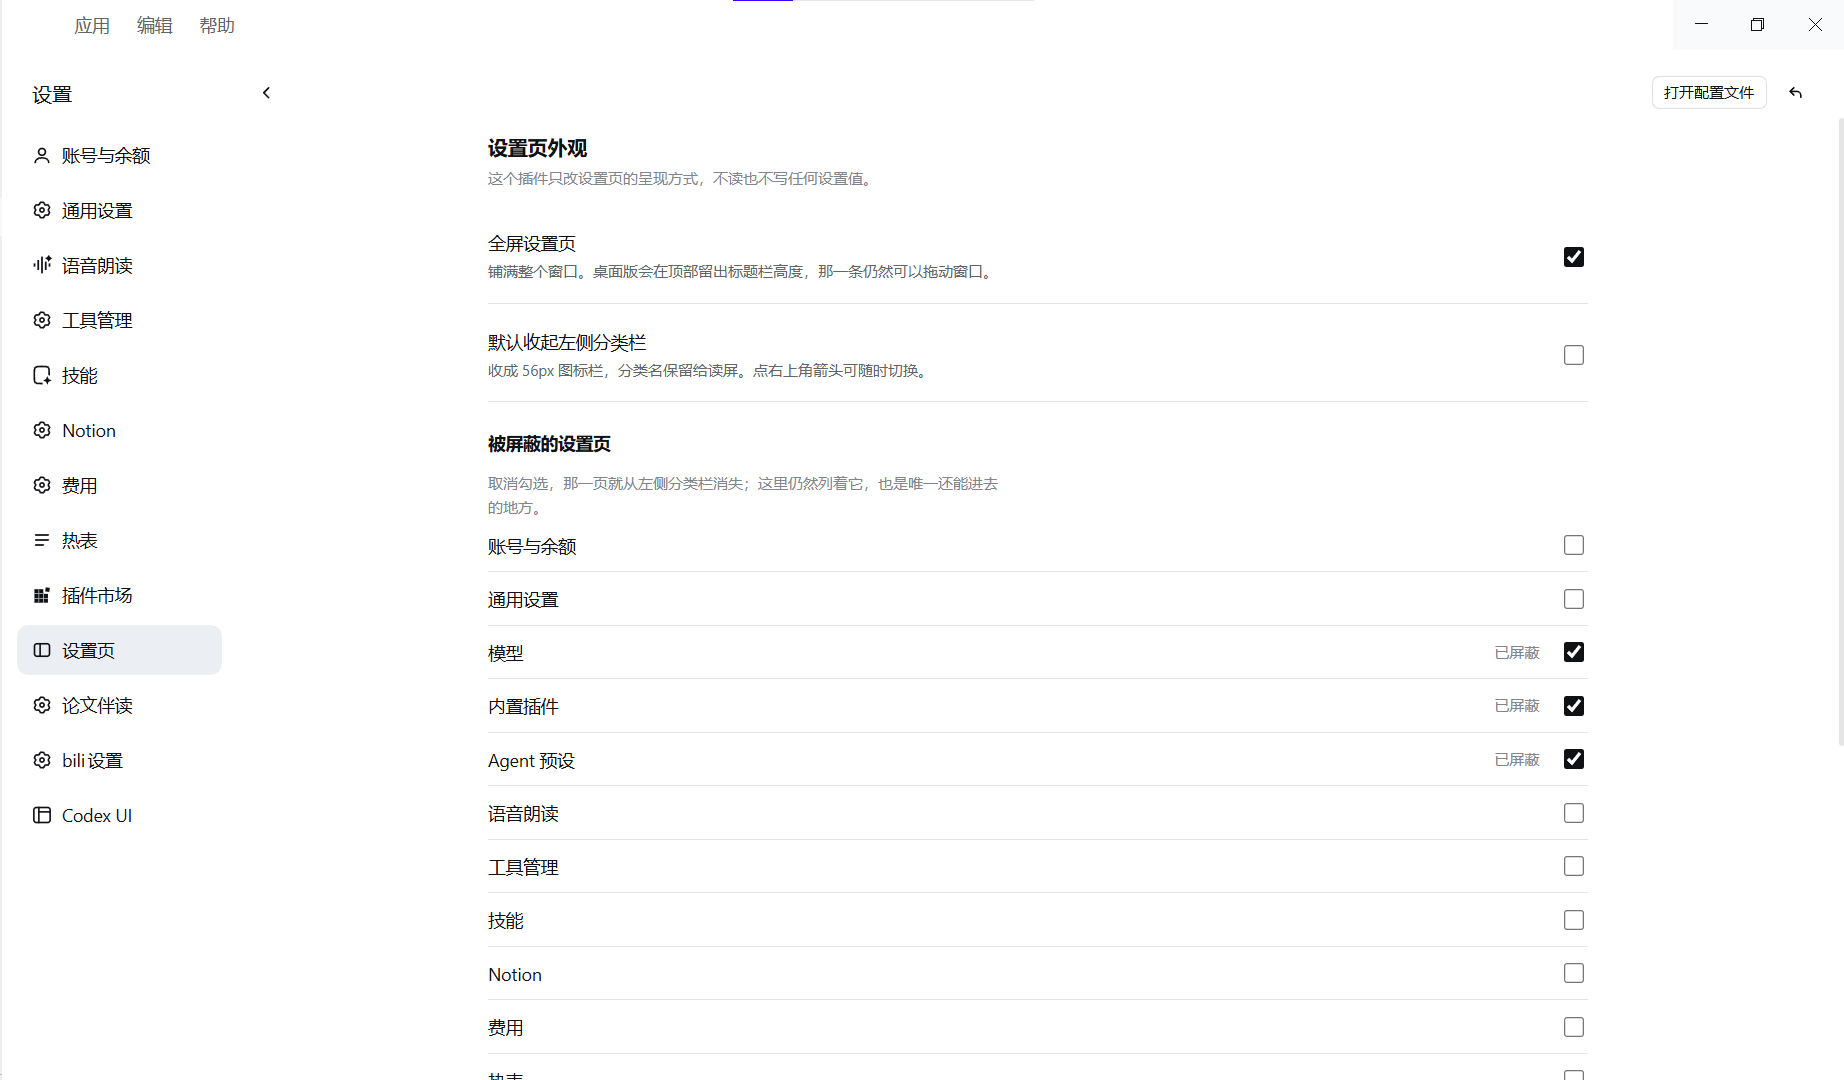 应用 编辑 帮助
设置
打开配置文件
账号与余额
通用设置
语音朗读
工具管理
技能
Notion
费用
热表
插件市场
设置页
论文伴读
bili设置
Codex UI
设置页外观
这个插件只改设置页的呈现方式，不读也不写任何设置值。
全屏设置页
铺满整个窗口。桌面版会在顶部留出标题栏高度，那一条仍然可以拖动窗口。
默认收起左侧分类栏
收成 56px 图标栏，分类名保留给读屏。点右上角箭头可随时切换。
被屏蔽的设置页
取消勾选，那一页就从左侧分类栏消失；这里仍然列着它，也是唯一还能进去
的地方。
账号与余额
通用设置
模型 已屏蔽
内置插件 已屏蔽
Agent 预设 已屏蔽
语音朗读
工具管理
技能
Notion
费用
热表